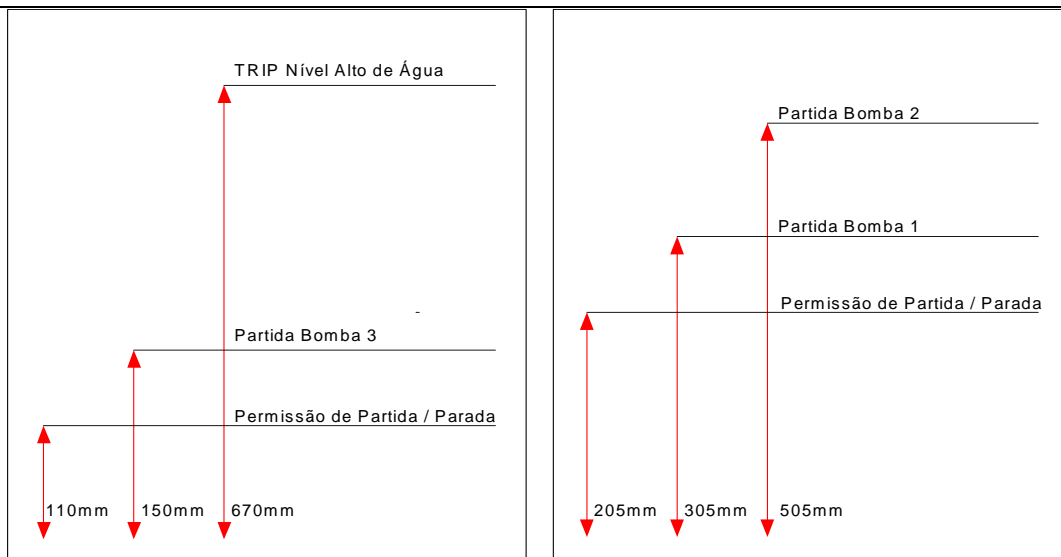 TRIP Nível Alto de Água
Partida Bomba 3
Permissão de Partida / Parada
110mm 150mm 670mm
Partida Bomba 2
Partida Bomba 1
Permissão de Partida / Parada
205mm 305mm 505mm